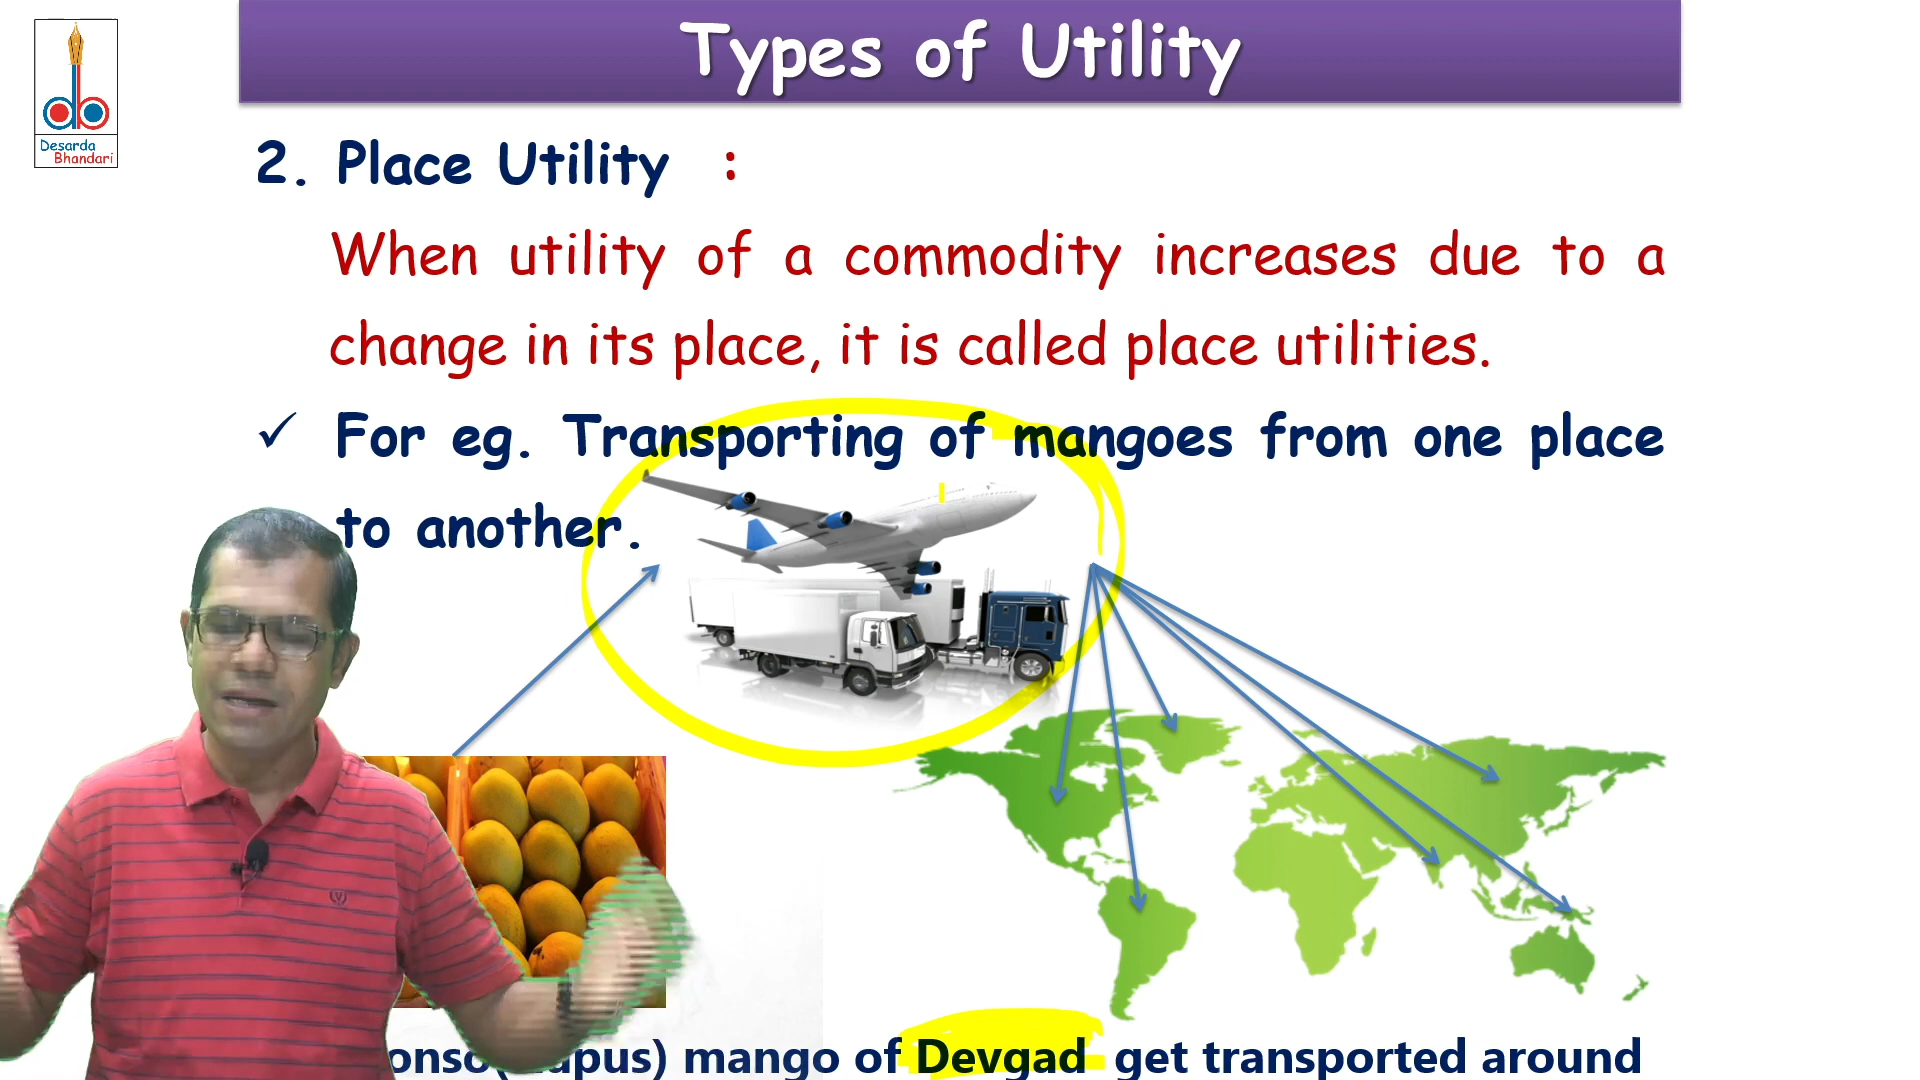 Types of Utility
Desarda
Bhandari
2. Place Utility :
When utility of a commodity increases due to a
change in its place, it is called place utilities.
✓ For eg. Transporting of mangoes from one place
to another.
mango of Devgad get transported around